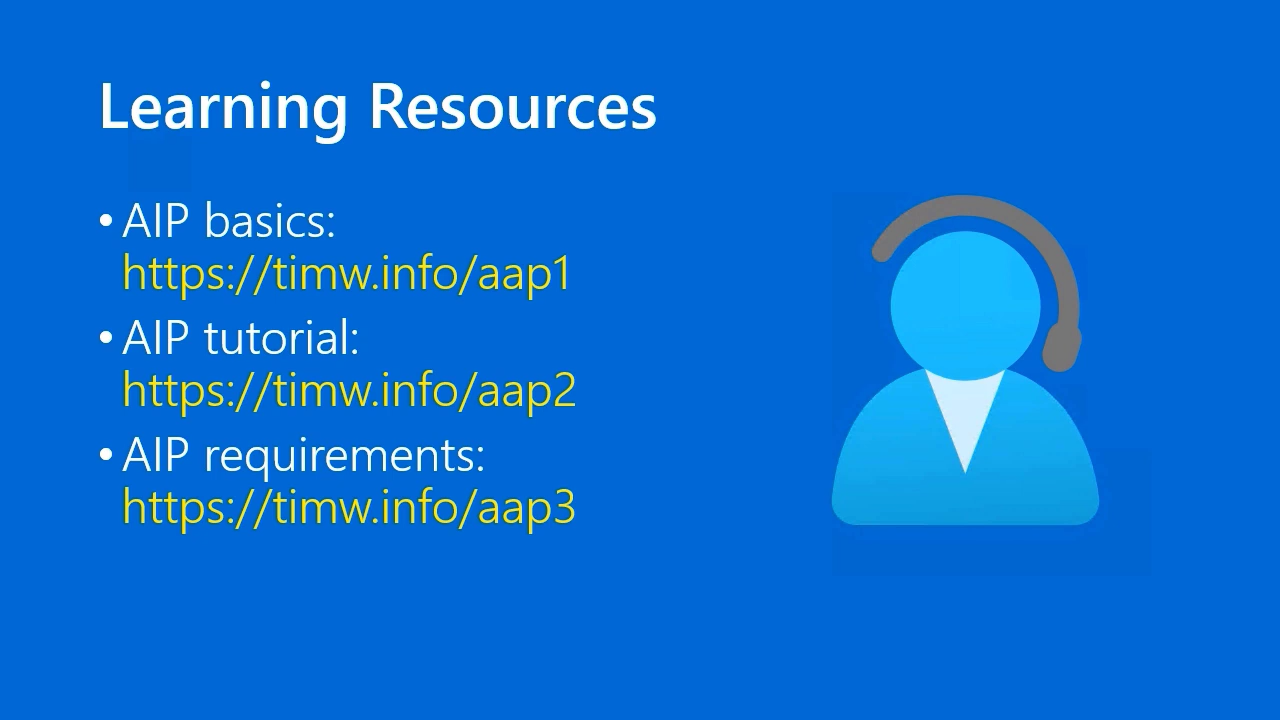 Learning Resources
• AIP basics:
https://timw.info/aap1
• AIP tutorial:
https://timw.info/aap2
• AIP requirements:
https://timw.info/aap3